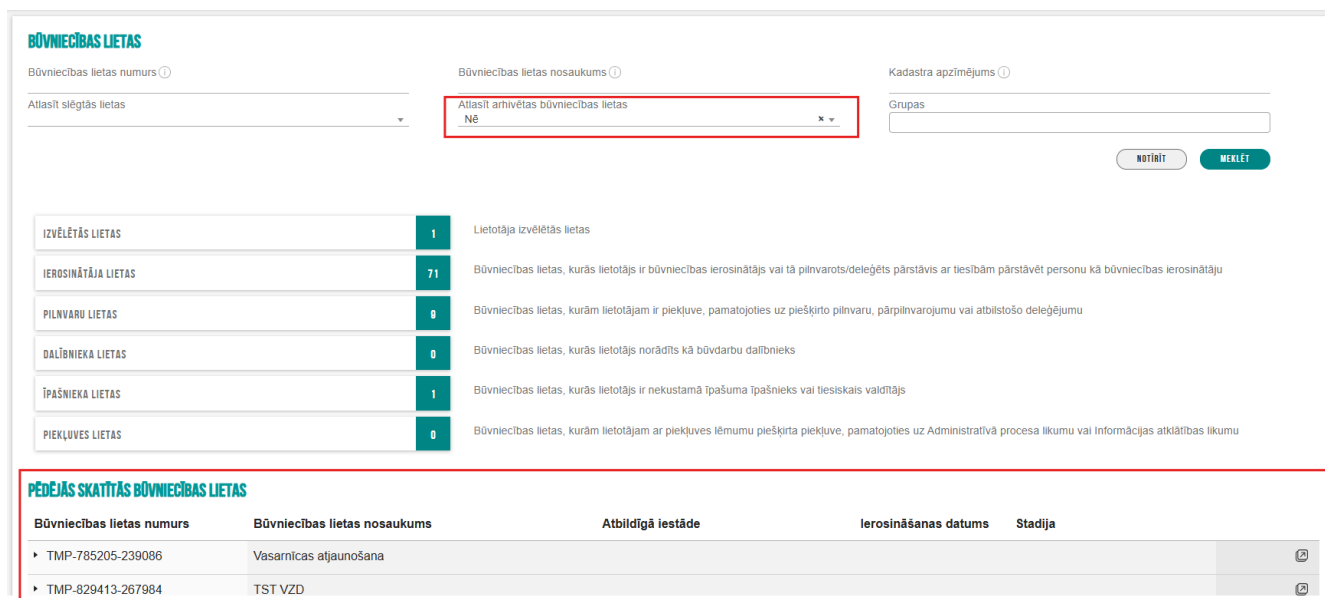 BŪVNIECĪBAS LIETAS
Būvniecības lietas numurs
Būvniecības lietas nosaukums
Kadastra apzīmējums
Atlasīt slēgtās lietas
Atlasīt arhivētas būvniecības lietas
Grupas
Nē
NOTĪRĪT
MEKLĒT
IZVĒLĒTĀS LIETAS 1 Lietotāja izvēlētās lietas
IEROSINĀTĀJA LIETAS 71 Būvniecības lietas, kurās lietotājs ir būvniecības ierosinātājs vai tā pilnvarots/deleģēts pārstāvis ar tiesībām pārstāvēt personu kā būvniecības ierosinātāju
PILNVARU LIETAS 9 Būvniecības lietas, kurām lietotājam ir piekļuve, pamatojoties uz piešķirto pilnvaru, pārpilnvarojumu vai atbilstošo deleģējumu
DALĪBNIEKA LIETAS 0 Būvniecības lietas, kurās lietotājs norādīts kā būvdarbu dalībnieks
ĪPAŠNIEKA LIETAS 1 Būvniecības lietas, kurās lietotājs ir nekustamā īpašuma īpašnieks vai tiesiskais valdītājs
PIEKĻUVES LIETAS 0 Būvniecības lietas, kurām lietotājam ar piekļuves lēmumu piešķirta piekļuve, pamatojoties uz Administratīvā procesa likumu vai Informācijas atklātības likumu
PĒDĒJĀS SKATĪTĀS BŪVNIECĪBAS LIETAS
Būvniecības lietas numurs Būvniecības lietas nosaukums Atbildīgā iestāde Ierosināšanas datums Stadija
TMP-785205-239086 Vasarnīcas atjaunošana
TMP-829413-267984 TST VZD